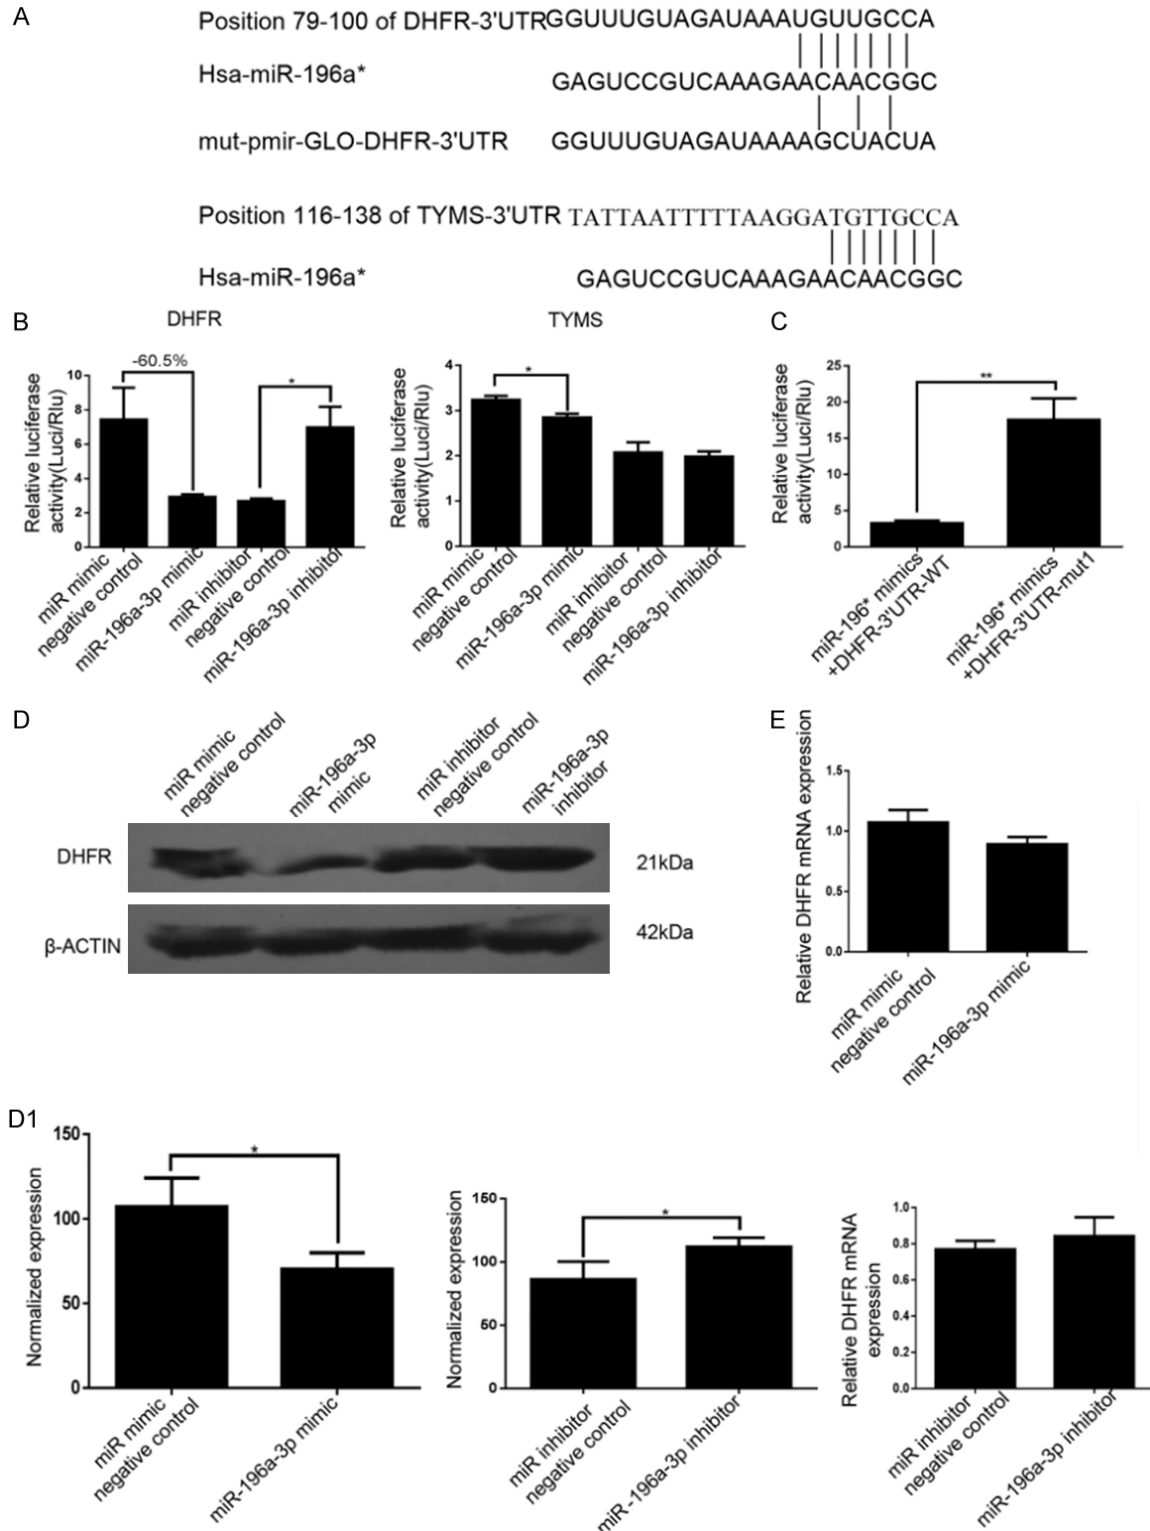 A
Position 79-100 of DHFR-3'UTR GGUUUGUAGAUAAAUGUUGCCA
Hsa-miR-196a* GAGUCCGUCAAAGAACAACGGC
mut-pmir-GLO-DHFR-3'UTR GGUUUGUAGAUAAAAGCUACUA
Position 116-138 of TYMS-3'UTR TATTAATTTTTAAGGATGTTGCCA
Hsa-miR-196a* GAGUCCGUCAAAGAACAACGGC
B
DHFR
Relative luciferase
activity(Luci/Rlu)
10
8
6
4
2
0
-60.5%
*
miR mimic
negative control
miR-196a-3p mimic
miR inhibitor
negative control
miR-196a-3p inhibitor
TYMS
Relative luciferase
activity(Luci/Rlu)
4
3
2
1
0
*
miR mimic
negative control
miR-196a-3p mimic
miR inhibitor
negative control
miR-196a-3p inhibitor
C
Relative luciferase
activity(Luci/Rlu)
25
20
15
10
5
0
**
miR-196* mimics
+DHFR-3'UTR-WT
miR-196* mimics
+DHFR-3'UTR-mut1
D
miR mimic
negative control
miR-196a-3p
mimic
miR inhibitor
negative control
miR-196a-3p
inhibitor
DHFR
21kDa
β-ACTIN
42kDa
E
Relative DHFR mRNA expression
1.5
1.0
0.5
0.0
miR mimic
negative control
miR-196a-3p mimic
D1
Normalized expression
150
100
50
0
*
miR mimic
negative control
miR-196a-3p mimic
Normalized expression
150
100
50
0
*
miR inhibitor
negative control
miR-196a-3p inhibitor
Relative DHFR mRNA
expression
1.0
0.8
0.6
0.4
0.2
0.0
miR inhibitor
negative control
miR-196a-3p inhibitor